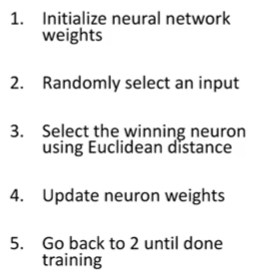 1. Initialize neural network
weights
2. Randomly select an input
3. Select the winning neuron
using Euclidean distance
4. Update neuron weights
5. Go back to 2 until done
training